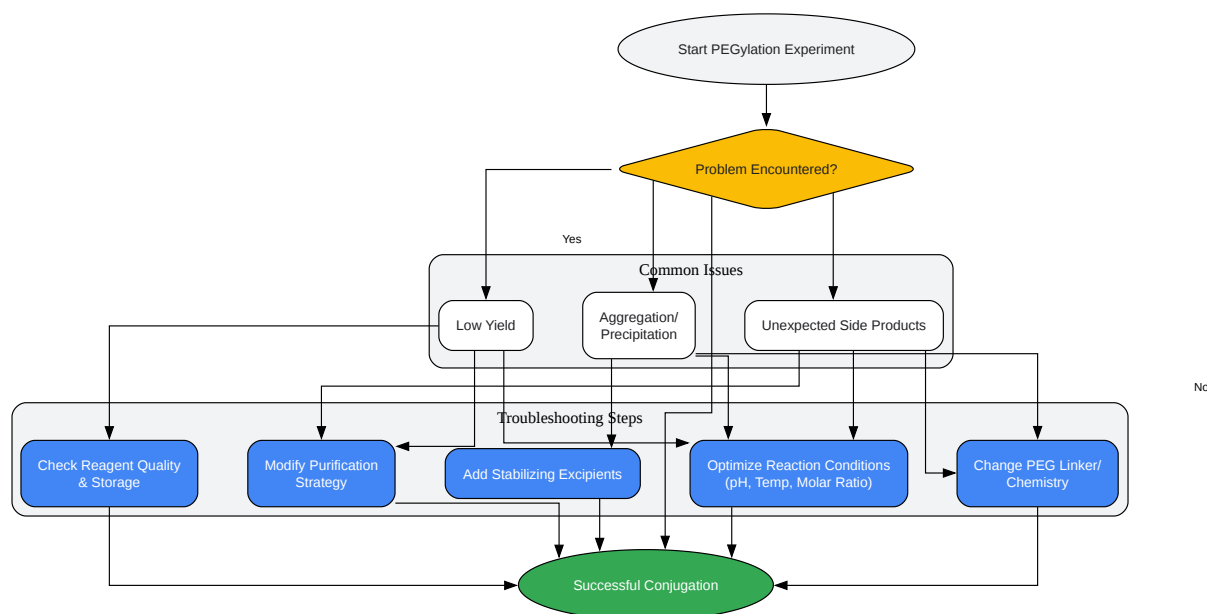 Start PEGylation Experiment
Problem Encountered?
Yes
Common Issues
Low Yield
Aggregation/
Precipitation
Unexpected Side Products
No
Troubleshooting Steps
Check Reagent Quality
& Storage
Modify Purification
Strategy
Add Stabilizing Excipients
Optimize Reaction Conditions
(pH, Temp, Molar Ratio)
Change PEG Linker/
Chemistry
Successful Conjugation